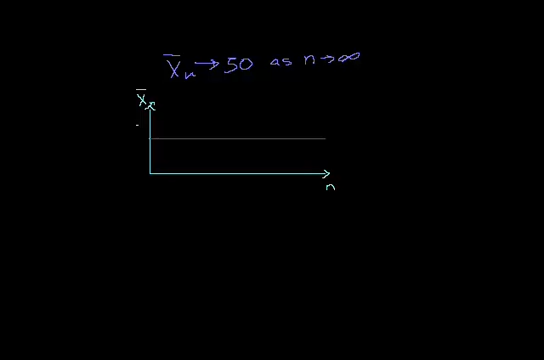 X̄ₙ → 50 as n→∞
X̄
n